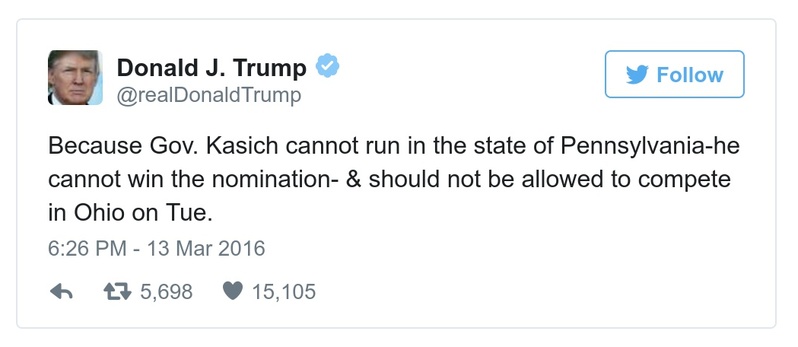 Donald J. Trump
@realDonaldTrump
Follow
Because Gov. Kasich cannot run in the state of Pennsylvania-he
cannot win the nomination- & should not be allowed to compete
in Ohio on Tue.
6:26 PM - 13 Mar 2016
5,698 15,105